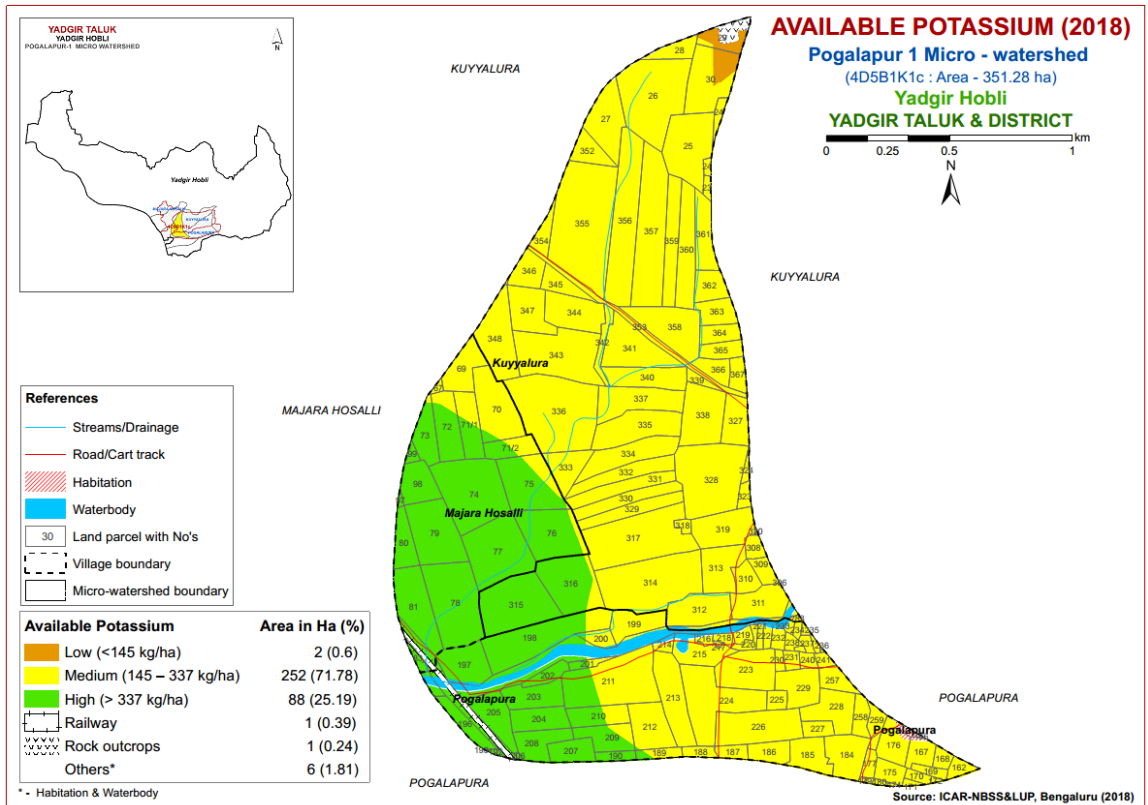 YADGIR TALUK
YADGIR HOBLI
POGALAPUR-1 MICRO WATERSHED
N
Yadgir Hobli
KUYYALURA
AVAILABLE POTASSIUM (2018)
Pogalapur 1 Micro - watershed
(4D5B1K1c : Area - 351.28 ha)
Yadgir Hobli
YADGIR TALUK & DISTRICT
km
0 0.25 0.5 1
N
KUYYALURA
KUYYALURA
MAJARA HOSALLI
POGALAPURA
POGALAPURA
28
30
26
27
25
352
355
356
357
359
360
361
354
346
345
362
347
344
363
353
358
364
348
342
341
365
343
Kuyyalura
366
367
69
340
339
70
337
336
338
327
73
72
71/1
335
71/2
334
333
332
331
328
98
74
75
330
329
Majara Hosalli
318
319
79
76
317
80
77
308
309
313
310
316
314
81
78
315
312
311
199
198
200
216
218
219
222
215
197
201
223
202
211
229
257
Pogalapura
203
213
224
225
205
204
210
228
258
259
212
226
227
Pogalapura
208
209
176
207
190
189
188
187
186
185
184
167
168
175
170
169
162
References
Streams/Drainage
Road/Cart track
Habitation
Waterbody
30 Land parcel with No's
Village boundary
Micro-watershed boundary
Available Potassium Area in Ha (%)
Low (<145 kg/ha) 2 (0.6)
Medium (145 – 337 kg/ha) 252 (71.78)
High (> 337 kg/ha) 88 (25.19)
Railway 1 (0.39)
Rock outcrops 1 (0.24)
Others* 6 (1.81)
* - Habitation & Waterbody
Source: ICAR-NBSS&LUP, Bengaluru (2018)